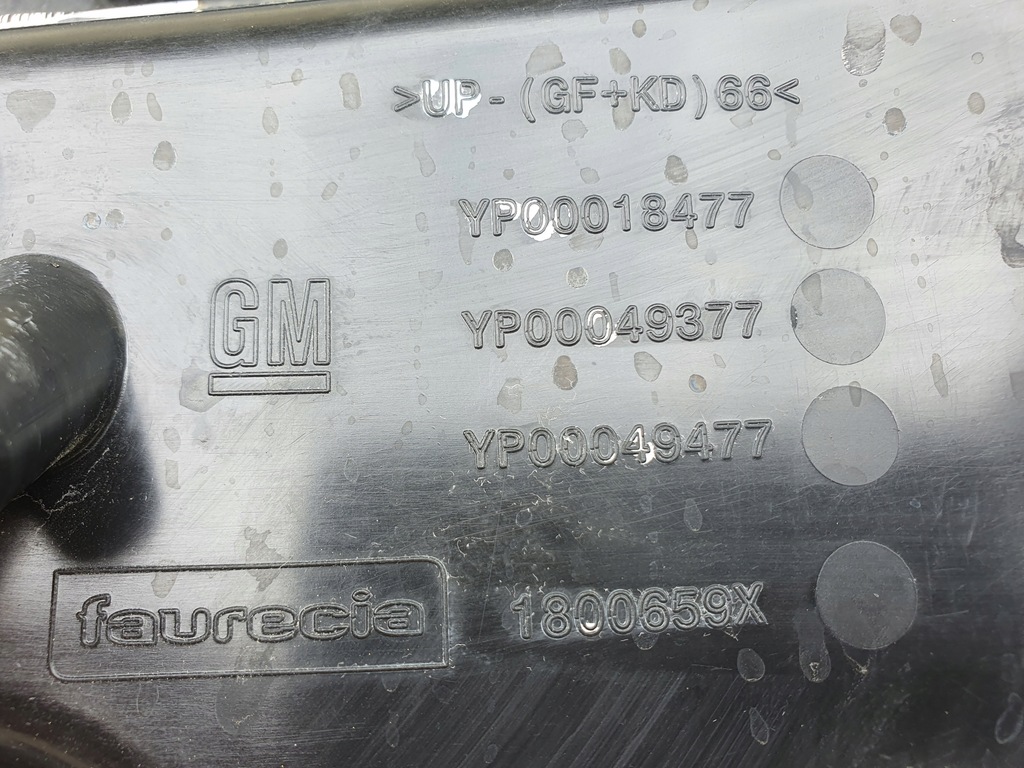 >UP-(GF+KD)66<
YP00018477
GM
YP00049377
YP00049477
faurecia
1800659X